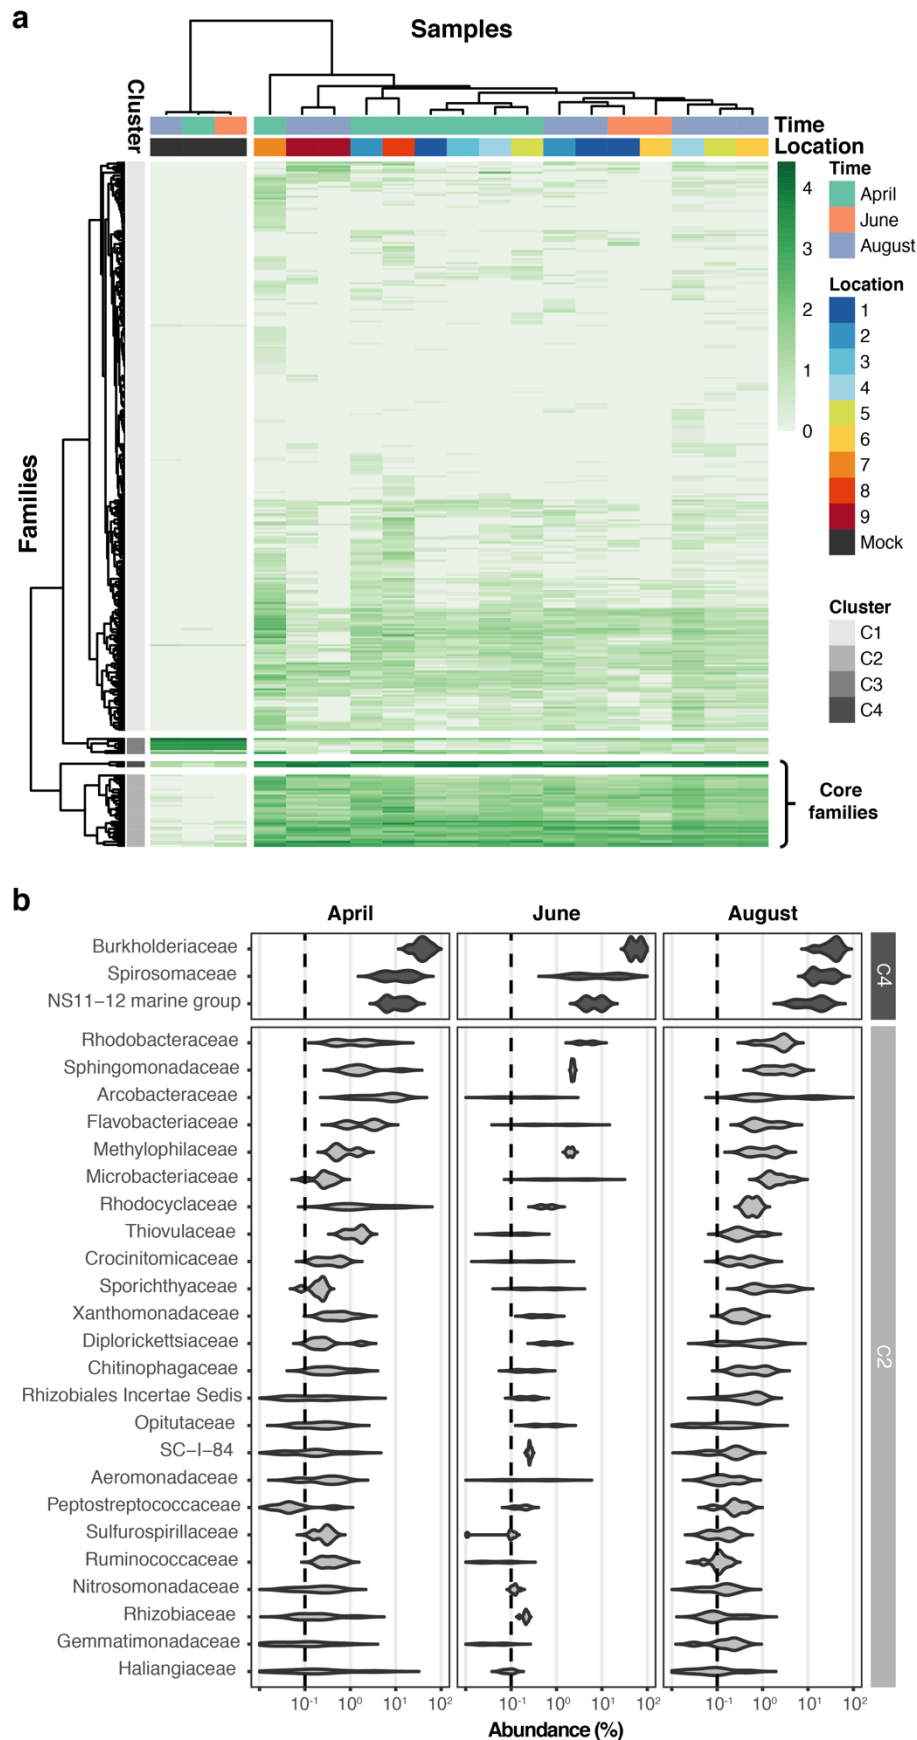 a
Samples
Cluster
Time
Location
Families
4
3
2
1
0
Time
April
June
August
Location
1
2
3
4
5
6
7
8
9
Mock
Cluster
C1
C2
C3
C4
Core
families
b
April
June
August
Burkholderiaceae
Spirosomaceae
NS11–12 marine group
C4
Rhodobacteraceae
Sphingomonadaceae
Arcobacteraceae
Flavobacteriaceae
Methylophilaceae
Microbacteriaceae
Rhodocyclaceae
Thiovulaceae
Crocinitomicaceae
Sporichthyaceae
Xanthomonadaceae
Diplorickettsiaceae
Chitinophagaceae
Rhizobiales Incertae Sedis
Opitutaceae
SC–I–84
Aeromonadaceae
Peptostreptococcaceae
Sulfurospirillaceae
Ruminococcaceae
Nitrosomonadaceae
Rhizobiaceae
Gemmatimonadaceae
Haliangiaceae
C2
10⁻¹ 10⁰ 10¹ 10² 10⁻¹ 10⁰ 10¹ 10² 10⁻¹ 10⁰ 10¹ 10²
Abundance (%)